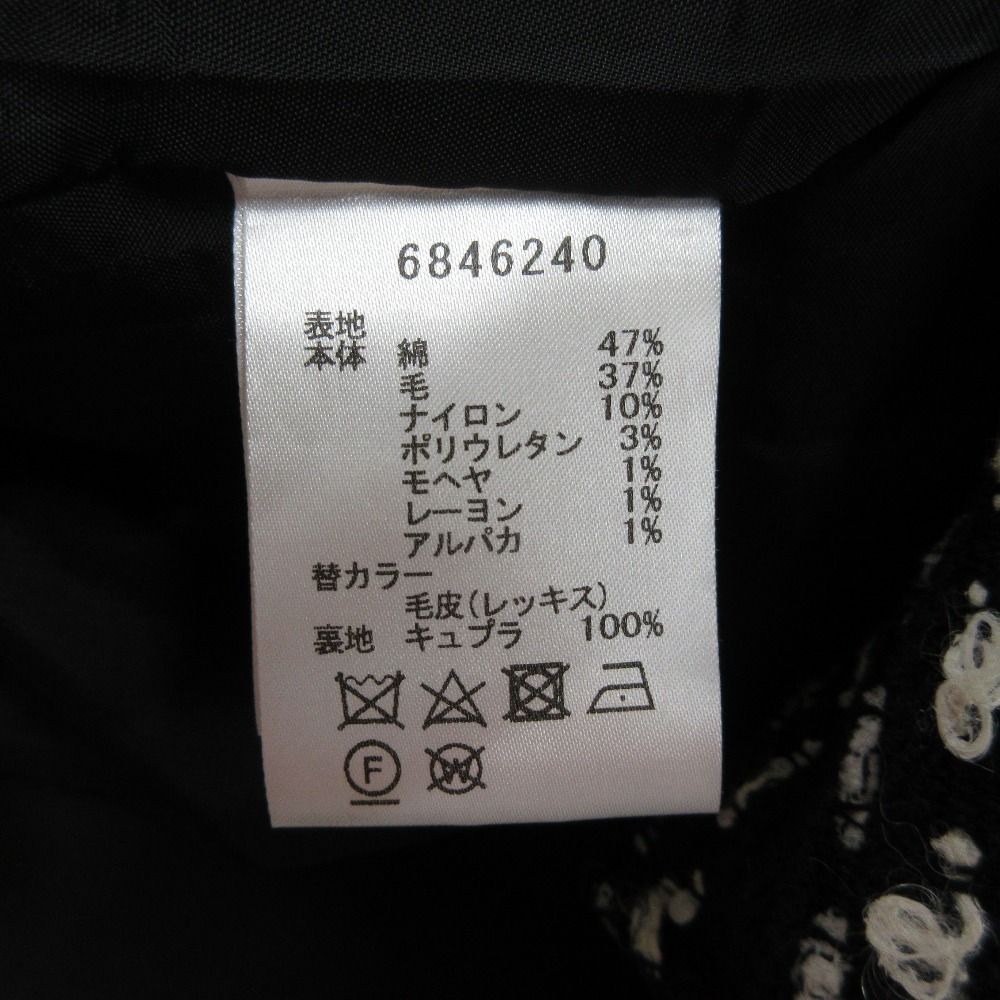 6846240
表地
本体 綿 47%
毛 37%
ナイロン 10%
ポリウレタン 3%
モヘヤ 1%
レーヨン 1%
アルパカ 1%
替カラー
毛皮(レッキス)
裏地 キュプラ 100%
F W